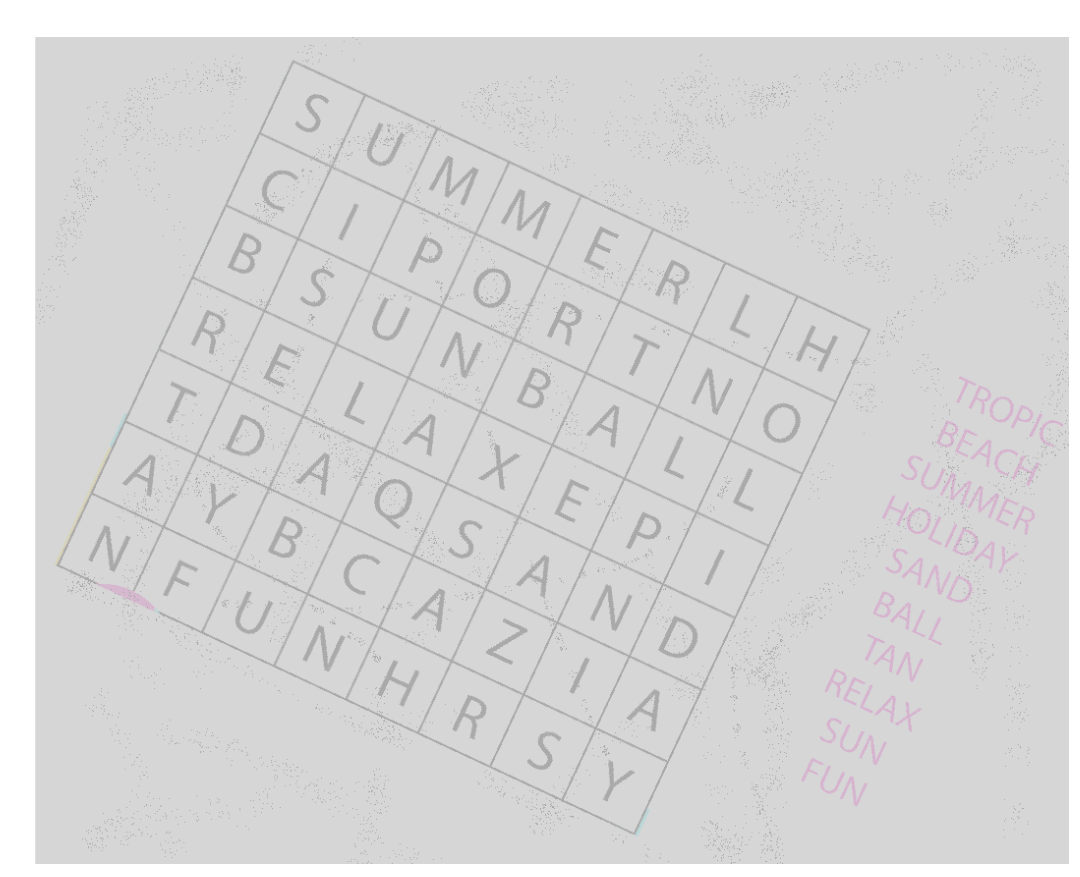 S U M M E R L H
C I P O R T N O
B S U N B A L L
R E L A X E P I
T D A Q S A N D
A Y B C A Z I A
N F U N H R S Y
TROPIC
BEACH
SUMMER
HOLIDAY
SAND
BALL
TAN
RELAX
SUN
FUN